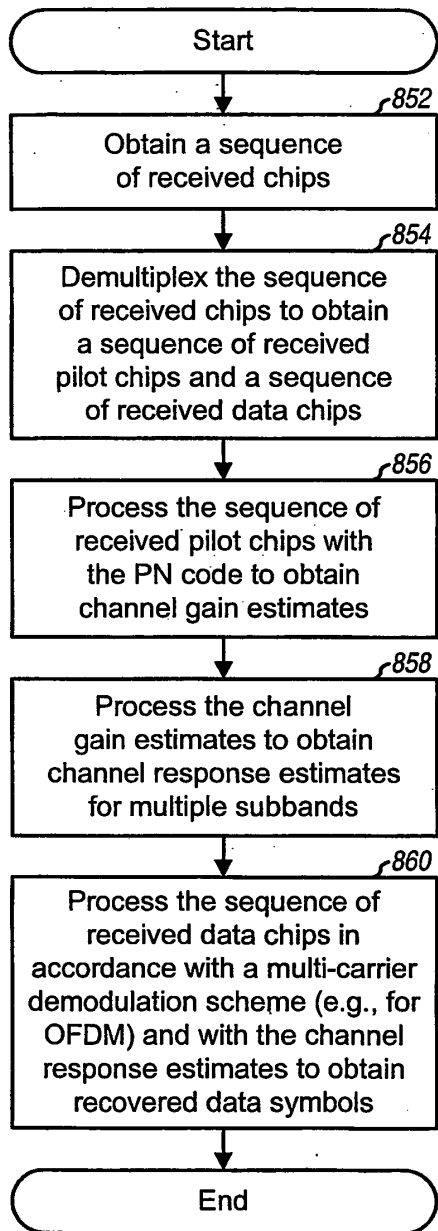 Start
852
Obtain a sequence
of received chips
854
Demultiplex the sequence
of received chips to obtain
a sequence of received
pilot chips and a sequence
of received data chips
856
Process the sequence of
received pilot chips with
the PN code to obtain
channel gain estimates
858
Process the channel
gain estimates to obtain
channel response estimates
for multiple subbands
860
Process the sequence of
received data chips in
accordance with a multi-carrier
demodulation scheme (e.g., for
OFDM) and with the channel
response estimates to obtain
recovered data symbols
End